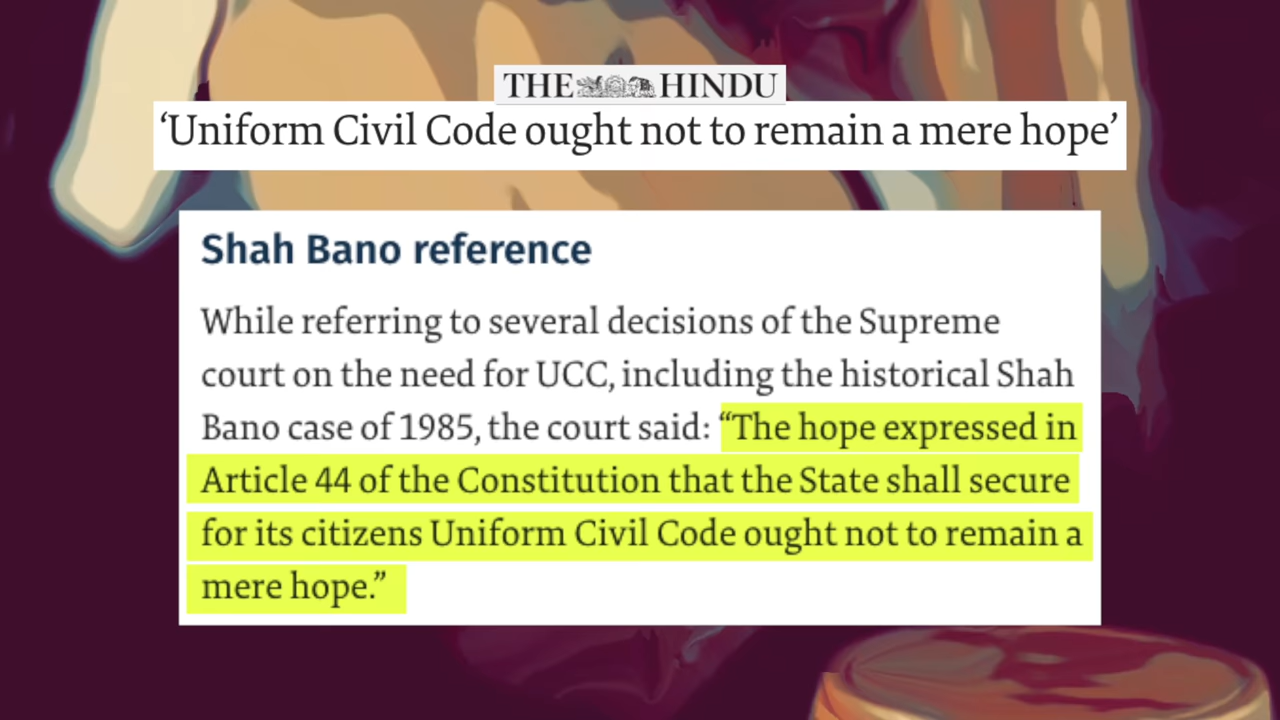 THE HINDU
‘Uniform Civil Code ought not to remain a mere hope’
Shah Bano reference
While referring to several decisions of the Supreme
court on the need for UCC, including the historical Shah
Bano case of 1985, the court said: “The hope expressed in
Article 44 of the Constitution that the State shall secure
for its citizens Uniform Civil Code ought not to remain a
mere hope.”